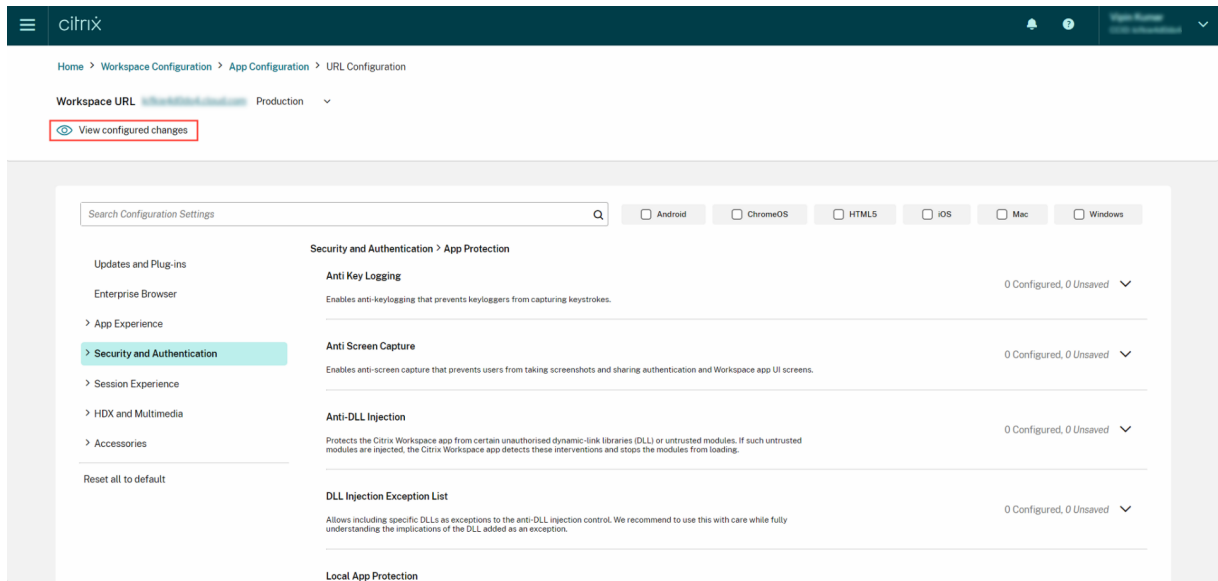 citrix
Home > Workspace Configuration > App Configuration > URL Configuration
Workspace URL Production
View configured changes
Search Configuration Settings
Android ChromeOS HTML5 iOS Mac Windows
Updates and Plug-ins
Enterprise Browser
> App Experience
> Security and Authentication
> Session Experience
> HDX and Multimedia
> Accessories
Reset all to default
Security and Authentication > App Protection
Anti Key Logging
0 Configured, 0 Unsaved
Enables anti-keylogging that prevents keyloggers from capturing keystrokes.
Anti Screen Capture
0 Configured, 0 Unsaved
Enables anti-screen capture that prevents users from taking screenshots and sharing authentication and Workspace app UI screens.
Anti-DLL Injection
0 Configured, 0 Unsaved
Protects the Citrix Workspace app from certain unauthorised dynamic-link libraries (DLL) or untrusted modules. If such untrusted
modules are injected, the Citrix Workspace app detects these interventions and stops the modules from loading.
DLL Injection Exception List
0 Configured, 0 Unsaved
Allows including specific DLLs as exceptions to the anti-DLL injection control. We recommend to use this with care while fully
understanding the implications of the DLL added as an exception.
Local App Protection